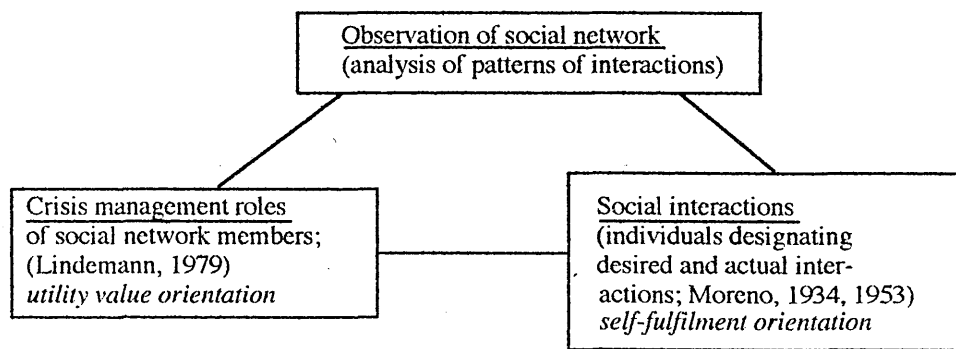 Observation of social network
(analysis of patterns of interactions)
Crisis management roles
of social network members;
(Lindemann, 1979)
utility value orientation
Social interactions
(individuals designating
desired and actual inter-
actions; Moreno, 1934, 1953)
self-fulfilment orientation